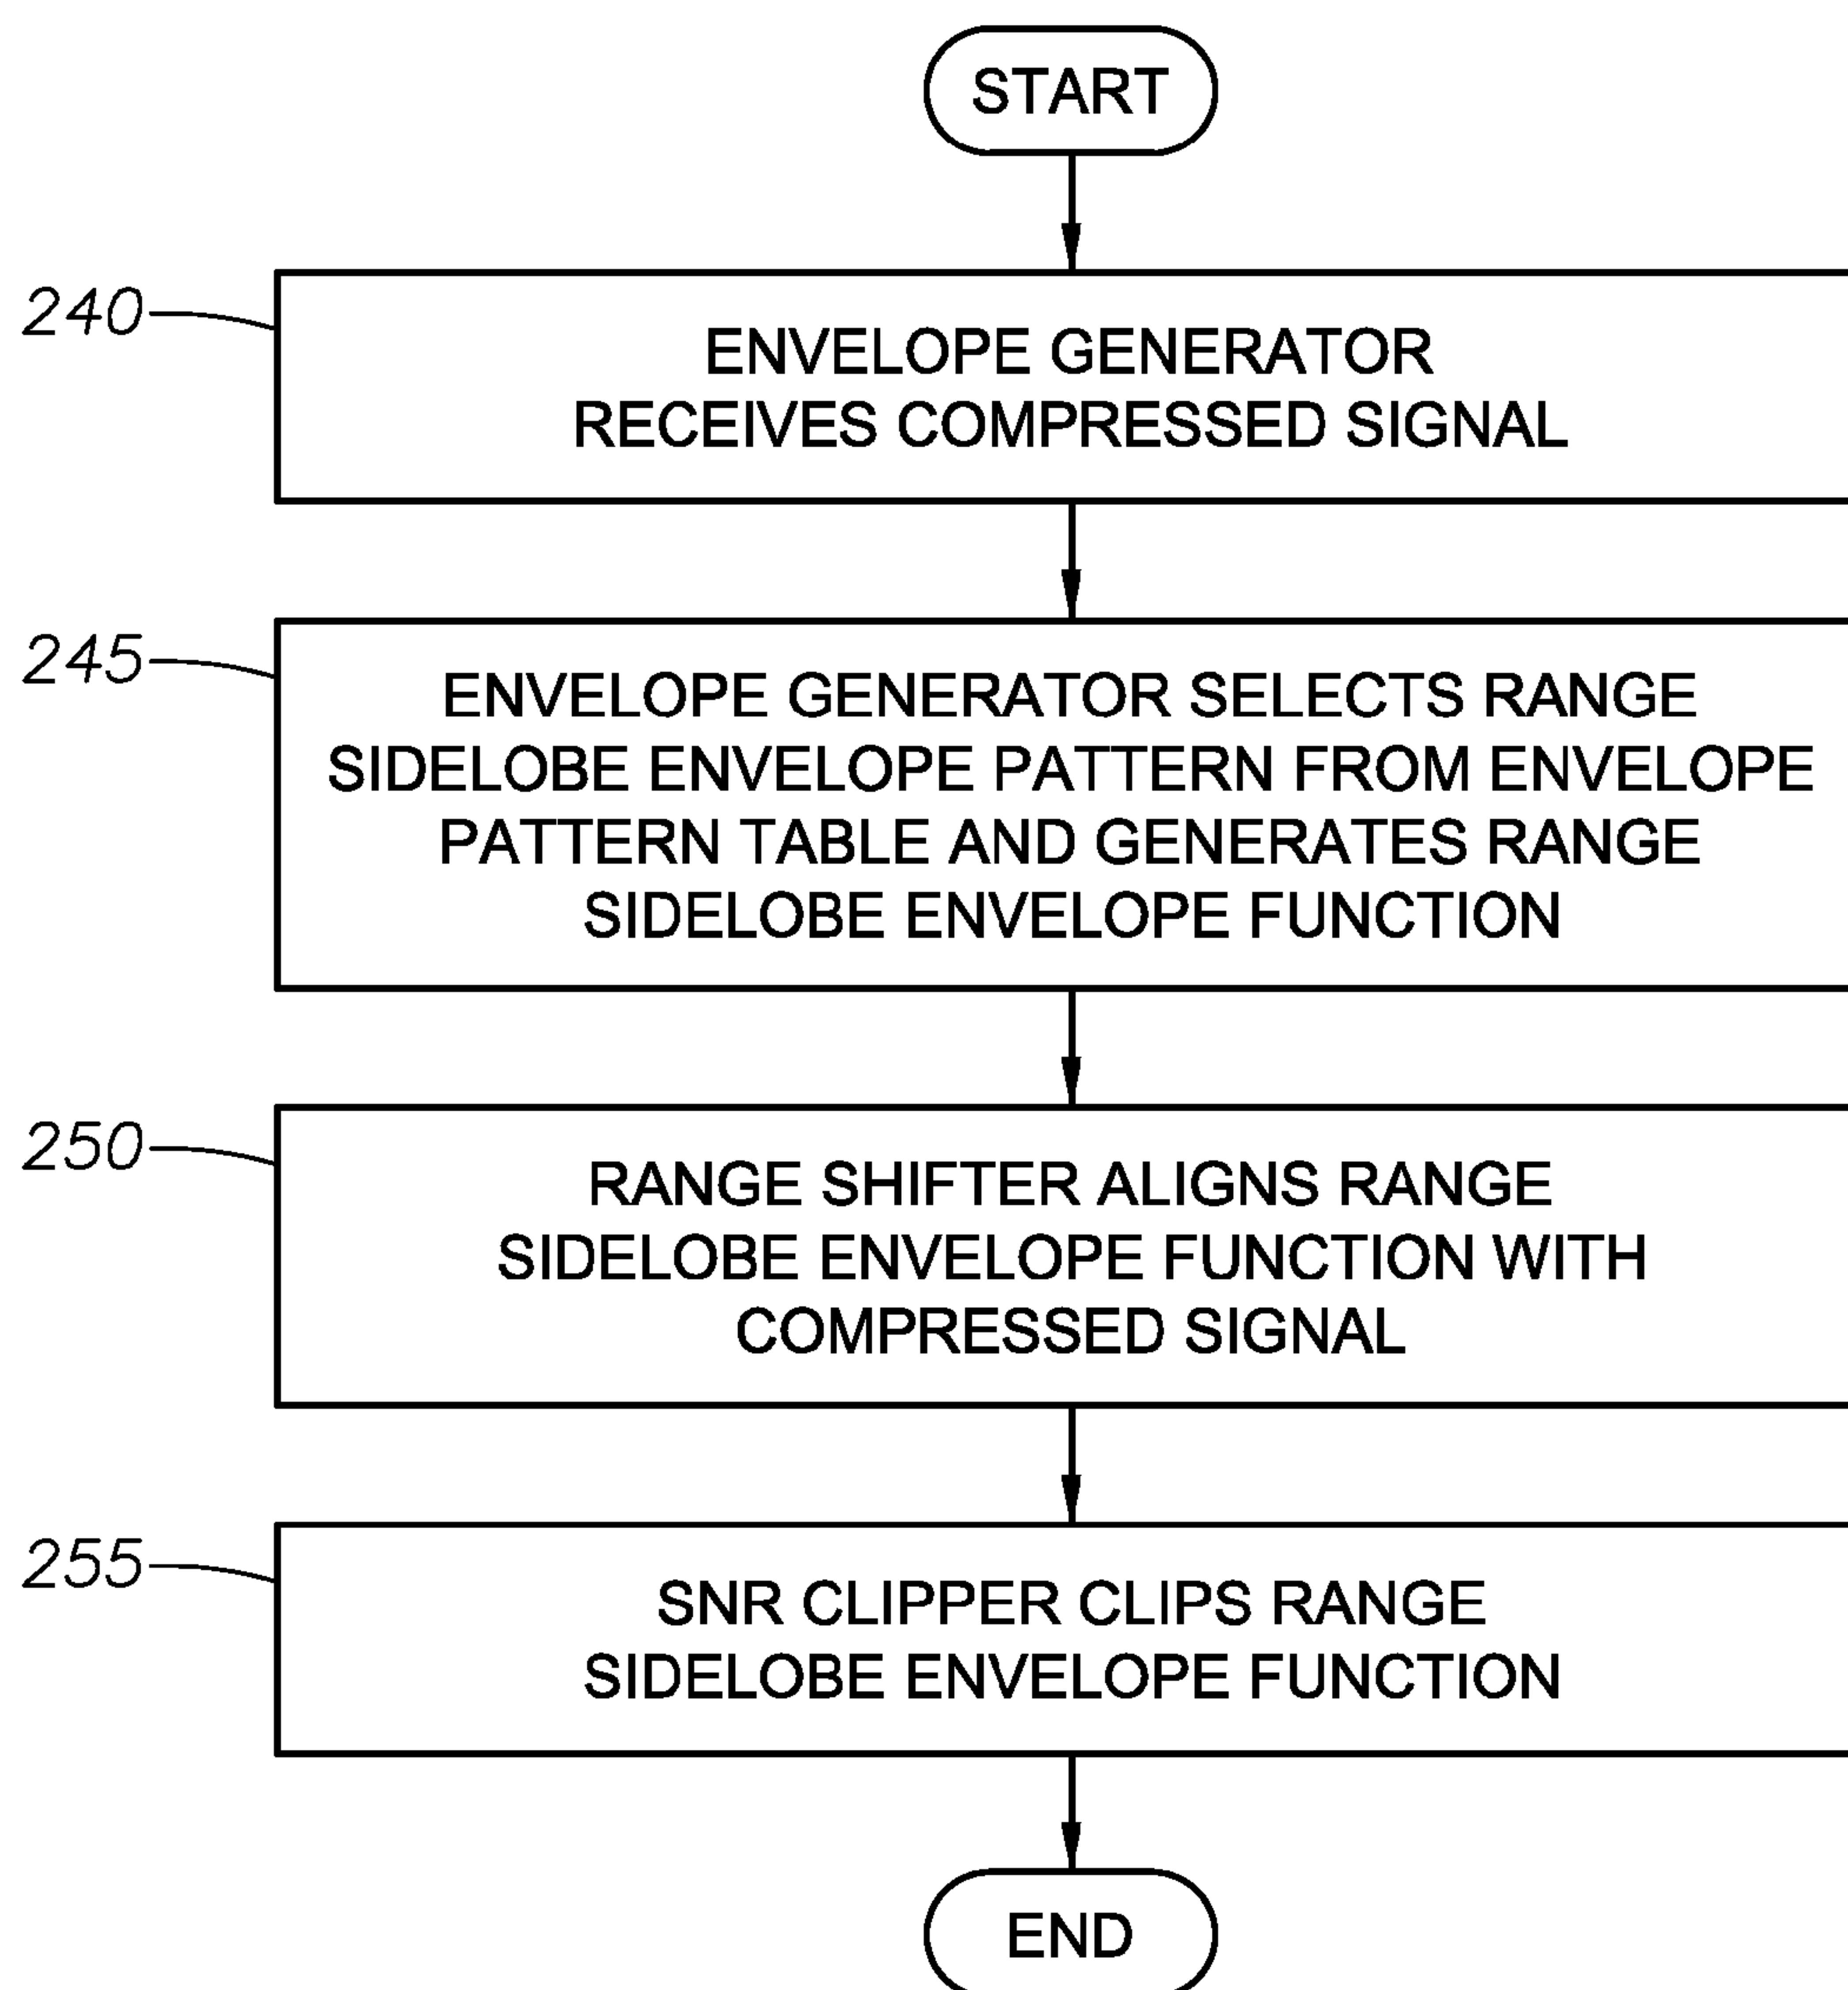 START
240
ENVELOPE GENERATOR
RECEIVES COMPRESSED SIGNAL
245
ENVELOPE GENERATOR SELECTS RANGE
SIDELOBE ENVELOPE PATTERN FROM ENVELOPE
PATTERN TABLE AND GENERATES RANGE
SIDELOBE ENVELOPE FUNCTION
250
RANGE SHIFTER ALIGNS RANGE
SIDELOBE ENVELOPE FUNCTION WITH
COMPRESSED SIGNAL
255
SNR CLIPPER CLIPS RANGE
SIDELOBE ENVELOPE FUNCTION
END